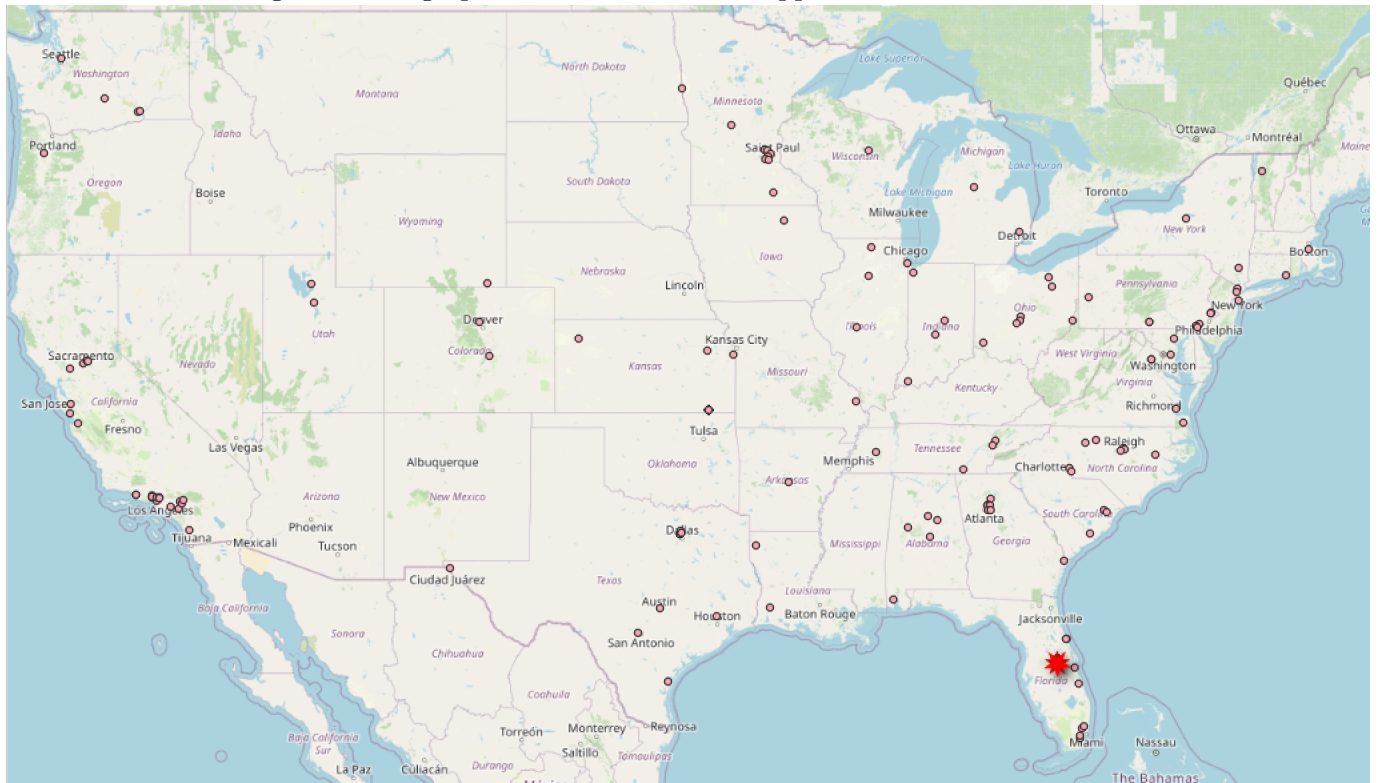 Seattle
Washington
Montana
North Dakota
Minnesota
Lake Superior
Québec
Ottawa
Montréal
Maine
Portland
Oregon
Idaho
Boise
South Dakota
Saint Paul
Wisconsin
Michigan
Lake Huron
Lake Michigan
Toronto
Wyoming
Milwaukee
Detroit
New York
Boston
Chicago
Iowa
Nebraska
Lincoln
Pennsylvania
New York
Ohio
Philadelphia
Utah
Denver
Colorado
Illinois
Indiana
Sacramento
Nevada
Kansas City
Kansas
Missouri
West Virginia
Washington
Kentucky
Virginia
Richmond
San Jose
California
Fresno
Las Vegas
Tulsa
Oklahoma
Tennessee
Memphis
Raleigh
Charlotte
North Carolina
Albuquerque
New Mexico
Arizona
Arkansas
Los Angeles
Phoenix
Tucson
Tijuana
Mexicali
Dallas
Mississippi
Alabama
Atlanta
Georgia
South Carolina
Ciudad Juárez
Texas
Louisiana
Baja California
Sonora
Chihuahua
Austin
Houston
San Antonio
Baton Rouge
Jacksonville
Florida
Coahuila
Baja California
Sur
Torreón
Monterrey
Reynosa
Saltillo
Tamaulipas
La Paz
Culiacán
Durango
Miami
Nassau
The Bahamas